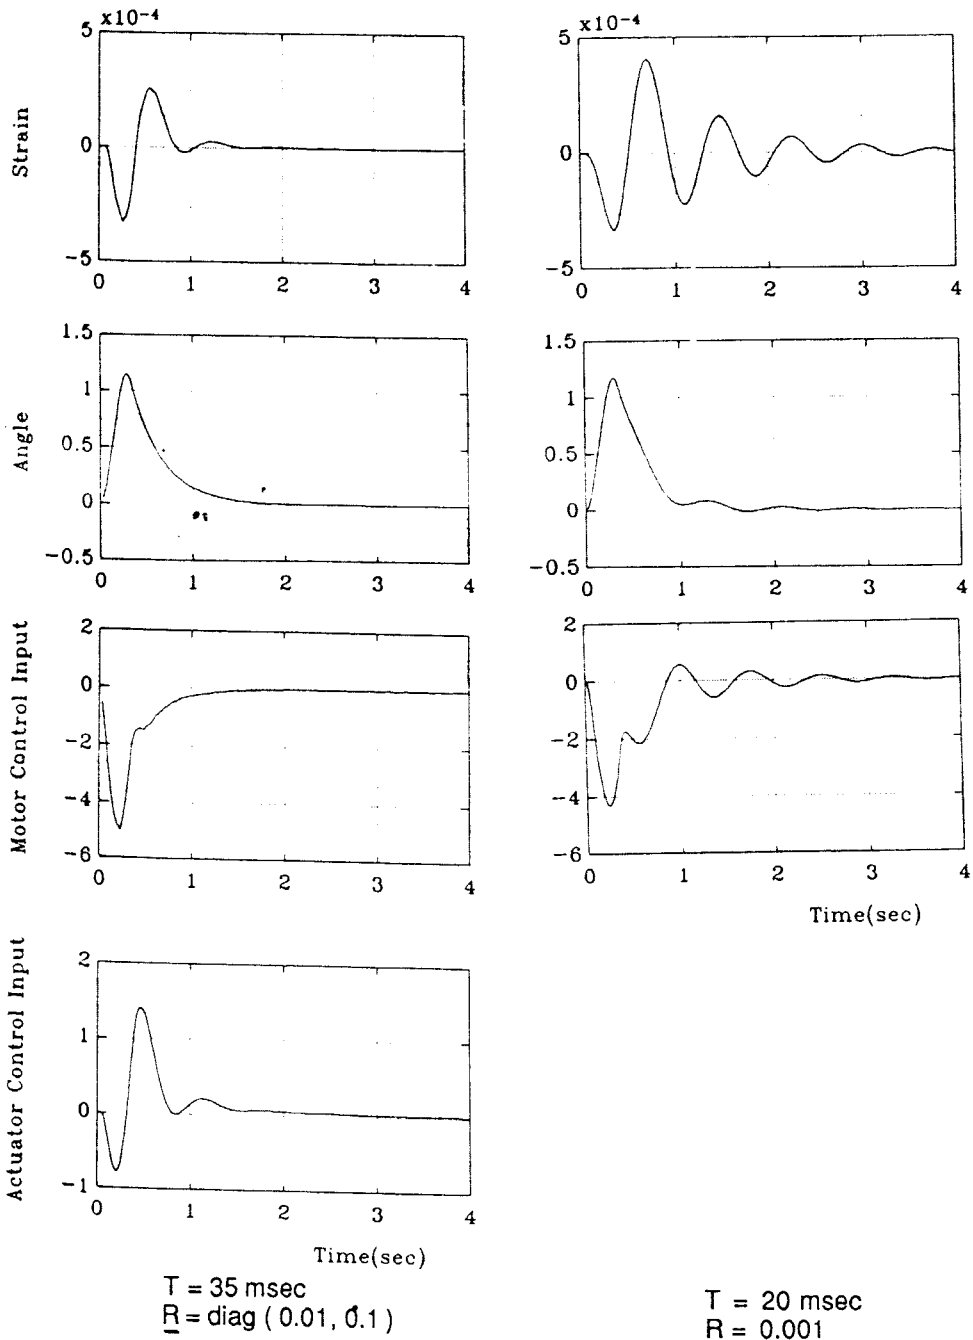 x10-4
5
0
-5
0 1 2 3 4
Strain
x10-4
5
0
-5
0 1 2 3 4
1.5
1
0.5
0
-0.5
0 1 2 3 4
Angle
1.5
1
0.5
0
-0.5
0 1 2 3 4
2
0
-2
-4
-6
0 1 2 3 4
Motor Control Input
2
0
-2
-4
-6
0 1 2 3 4
Time(sec)
2
1
0
-1
0 1 2 3 4
Actuator Control Input
Time(sec)
T = 35 msec
R = diag ( 0.01, 0.1 )
T = 20 msec
R = 0.001